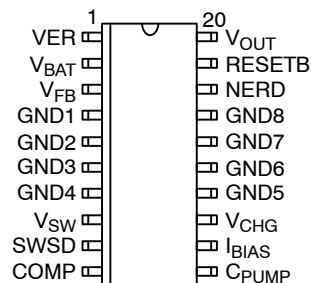 1 20
VER VOUT
VBAT RESETB
VFB NERD
GND1 GND8
GND2 GND7
GND3 GND6
GND4 GND5
VSW VCHG
SWSD IBIAS
COMP CPUMP